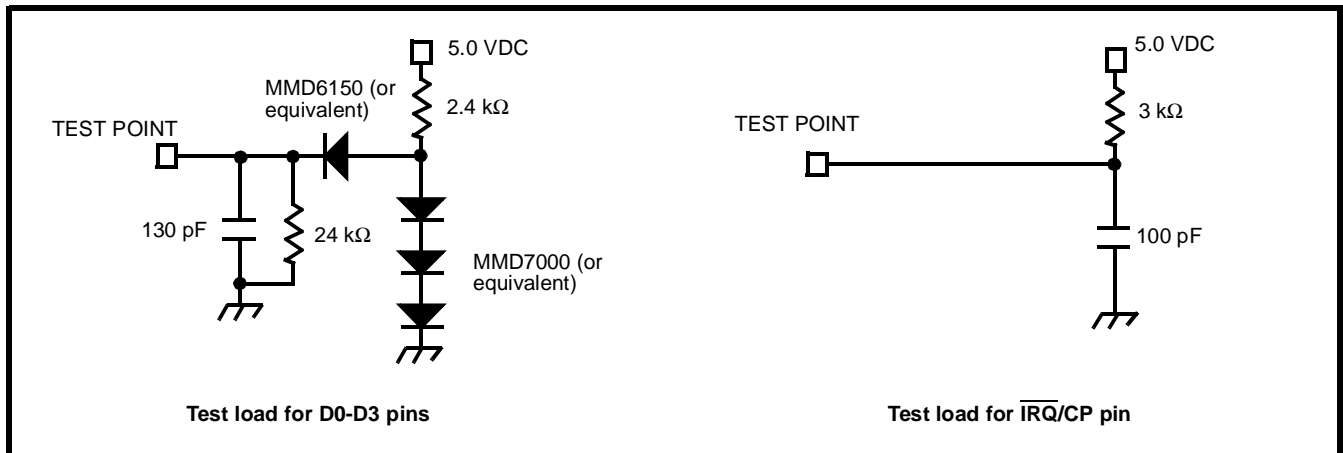 5.0 VDC
MMD6150 (or
equivalent)
2.4 kΩ
TEST POINT
130 pF
24 kΩ
MMD7000 (or
equivalent)
Test load for D0-D3 pins
5.0 VDC
3 kΩ
TEST POINT
100 pF
Test load for I̅R̅Q̅/CP pin